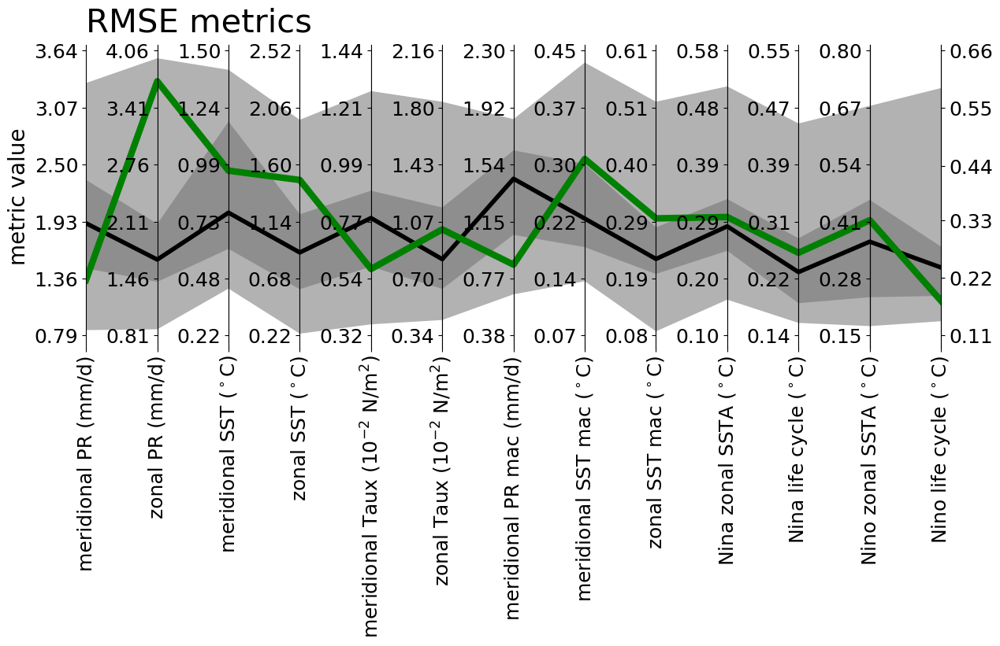 RMSE metrics
3.64 4.06 1.50 2.52 1.44 2.16 2.30 0.45 0.61 0.58 0.55 0.80 0.66
3.07 3.41 1.24 2.06 1.21 1.80 1.92 0.37 0.51 0.48 0.47 0.67 0.55
2.50 2.76 0.99 1.60 0.99 1.43 1.54 0.30 0.40 0.39 0.39 0.54 0.44
1.93 2.11 0.73 1.14 0.77 1.07 1.15 0.22 0.29 0.29 0.31 0.41 0.33
1.36 1.46 0.48 0.68 0.54 0.70 0.77 0.14 0.19 0.20 0.22 0.28 0.22
0.79 0.81 0.22 0.22 0.32 0.34 0.38 0.07 0.08 0.10 0.14 0.15 0.11
metric value
meridional PR (mm/d)
zonal PR (mm/d)
meridional SST (°C)
zonal SST (°C)
meridional Taux (10⁻² N/m²)
zonal Taux (10⁻² N/m²)
meridional PR mac (mm/d)
meridional SST mac (°C)
zonal SST mac (°C)
Nina zonal SSTA (°C)
Nina life cycle (°C)
Nino zonal SSTA (°C)
Nino life cycle (°C)